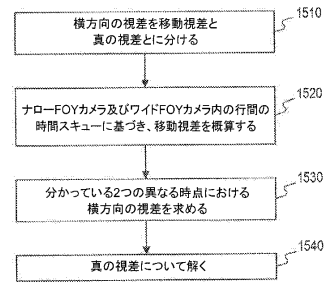 横方向の視差を移動視差と
真の視差とに分ける
1510
ナローFOYカメラ及びワイドFOYカメラ内の行間の
時間スキューに基づき、移動視差を概算する
1520
分かっている2つの異なる時点における
横方向の視差を求める
1530
真の視差について解く
1540